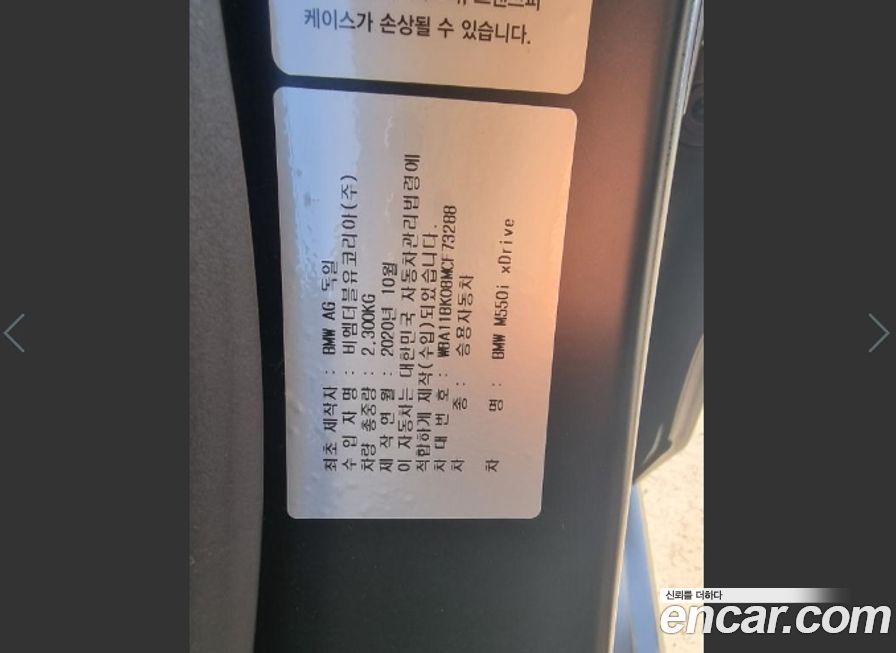 케이스가 손상될 수 있습니다.
최초 제작자 : BMW AG 독일
수 입 자 명 : 비엠더블유코리아(주)
차량 총중량 : 2,300KG
제 작 연 월 : 2020년 10월
이 자동차는 대한민국 자동차관리법령에
적합하게 제작(수입)되었습니다.
차 대 번 호 : WBA11BK08MCF73288
차 종 : 승용자동차
차 명 : BMW M550i xDrive
신뢰를 더하다
encar.com